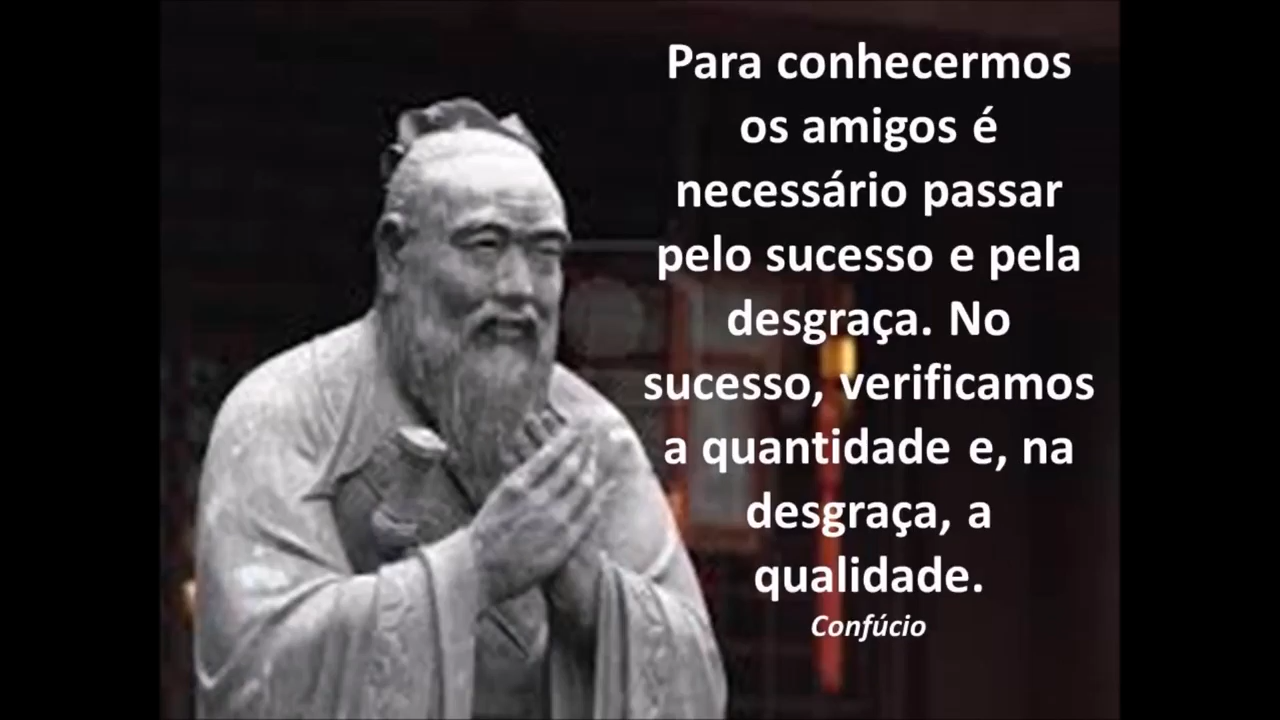 Para conhecermos
os amigos é
necessário passar
pelo sucesso e pela
desgraça. No
sucesso, verificamos
a quantidade e, na
desgraça, a
qualidade.
Confúcio